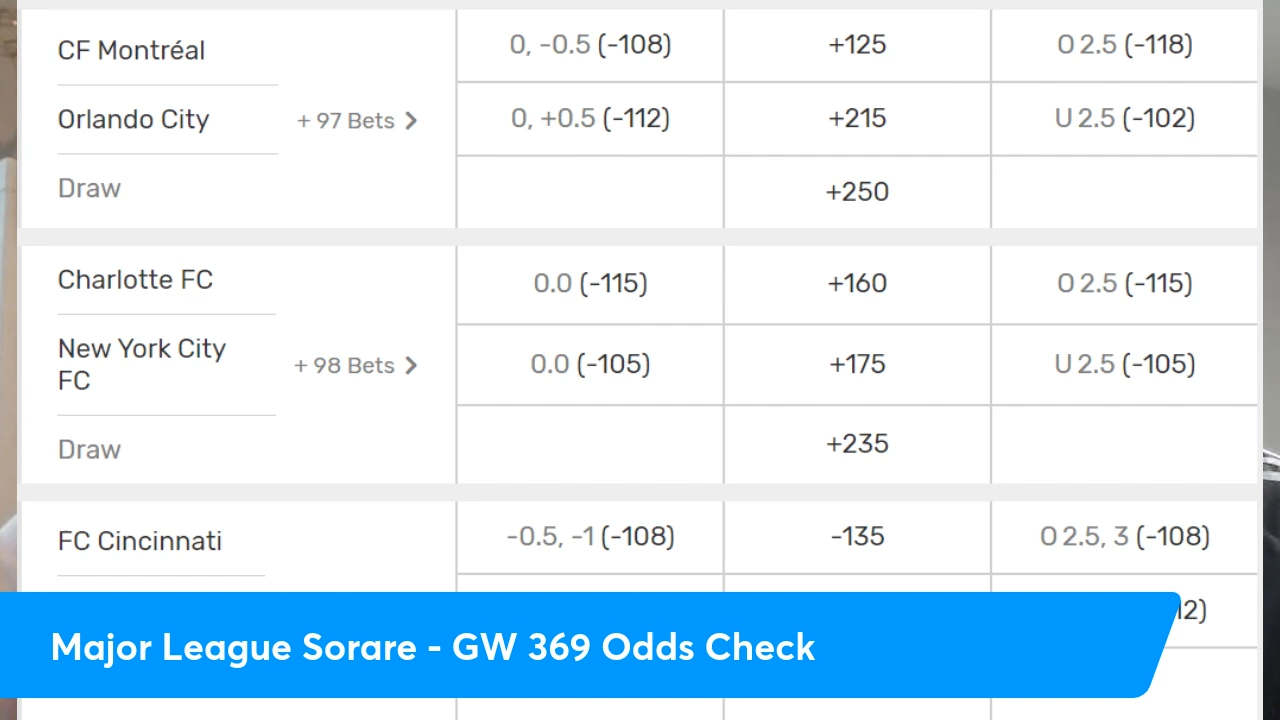 CF Montréal 0, -0.5 (-108) +125 O 2.5 (-118)
Orlando City + 97 Bets 0, +0.5 (-112) +215 U 2.5 (-102)
Draw +250
Charlotte FC 0.0 (-115) +160 O 2.5 (-115)
New York City
FC + 98 Bets 0.0 (-105) +175 U 2.5 (-105)
Draw +235
FC Cincinnati -0.5, -1 (-108) -135 O 2.5, 3 (-108)
Major League Sorare - GW 369 Odds Check